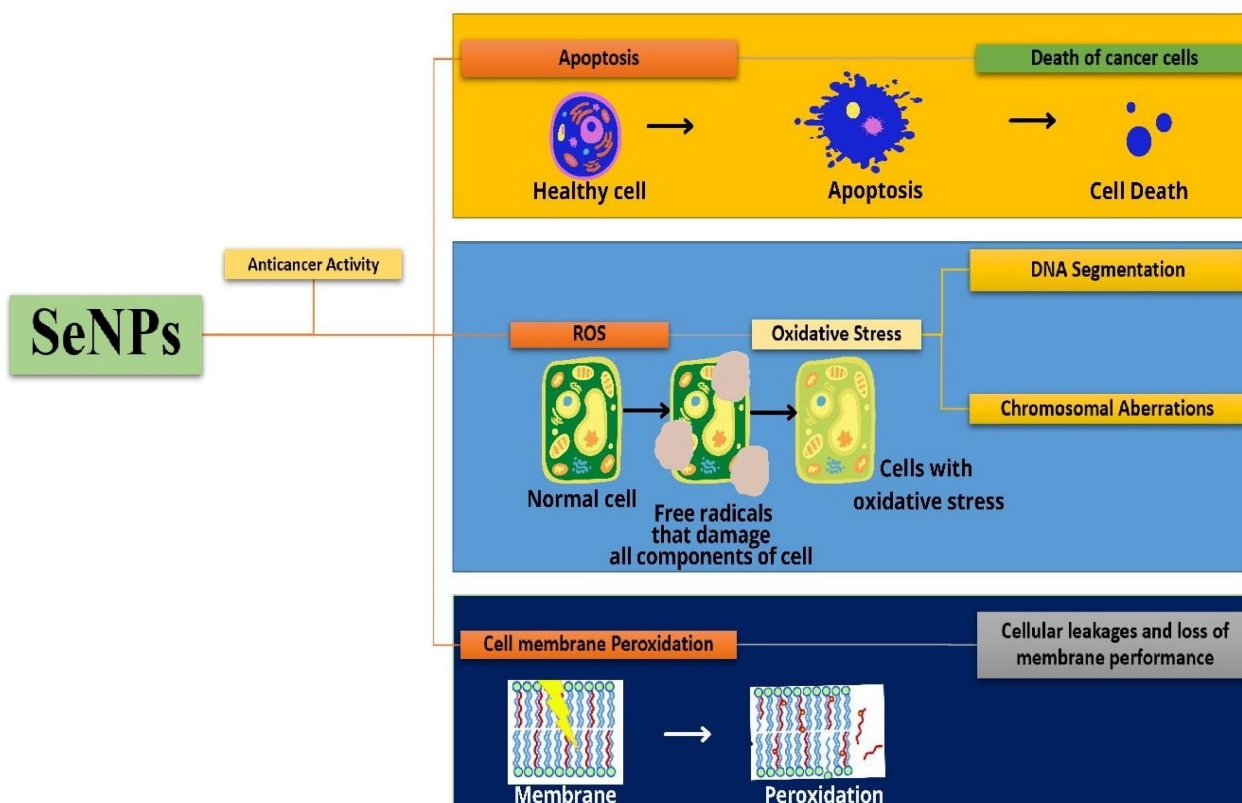 SeNPs
Anticancer Activity
Apoptosis
Death of cancer cells
Healthy cell
Apoptosis
Cell Death
ROS
Oxidative Stress
DNA Segmentation
Chromosomal Aberrations
Normal cell
Free radicals
that damage
all components of cell
Cells with
oxidative stress
Cell membrane Peroxidation
Cellular leakages and loss of
membrane performance
Membrane
Peroxidation